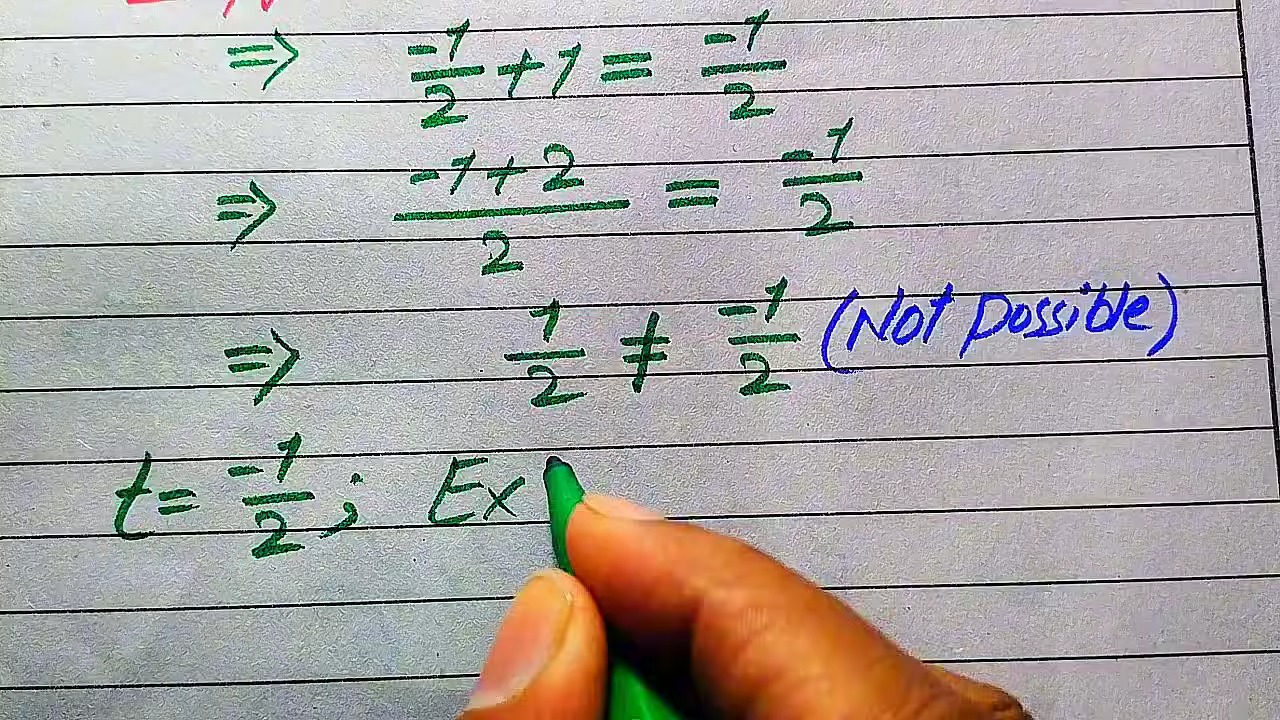 ⇒ -1/2 + 1 = -1/2
⇒ (-1+2)/2 = -1/2
⇒ 1/2 ≠ -1/2 (Not Possible)
t = -1/2 ; Ex